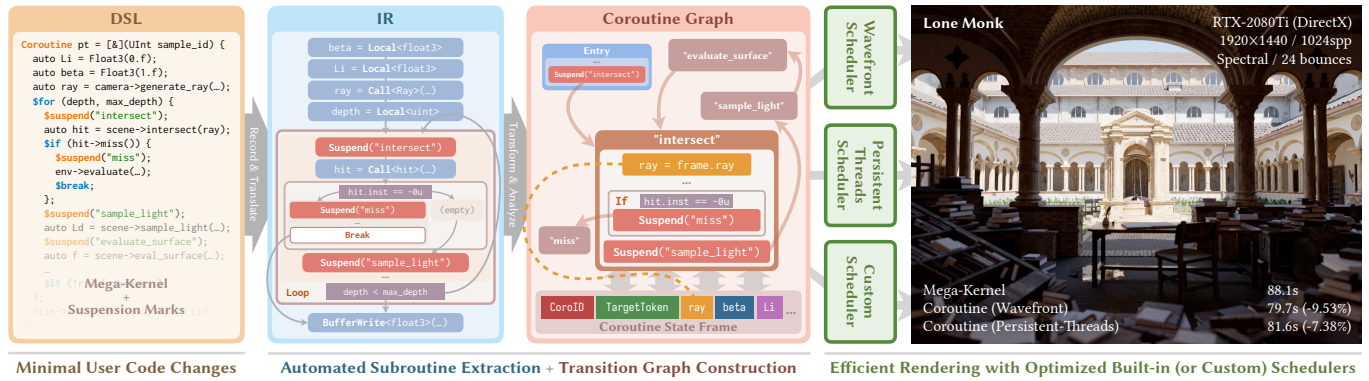 DSL
Coroutine pt = [&](UInt sample_id) {
auto Li = Float3(0.f);
auto beta = Float3(1.f);
auto ray = camera->generate_ray(…);
$for (depth, max_depth) {
$suspend("intersect");
auto hit = scene->intersect(ray);
$if (hit->miss()) {
$suspend("miss");
env->evaluate(…);
$break;
};
$suspend("sample_light");
auto Ld = scene->sample_light(…);
$suspend("evaluate_surface");
auto f = scene->eval_surface(…);
…
Mega-Kernel
+
Suspension Marks
Minimal User Code Changes
Record & Translate
IR
beta = Local<float3>
Li = Local<float3>
ray = Call<Ray>(…)
depth = Local<uint>
Suspend("intersect")
hit = Call<hit>(…)
hit.inst == ~0u
Suspend("miss")
(empty)
...
Break
Suspend("sample_light")
...
Loop
depth < max_depth
BufferWrite<float3>(…)
Transform & Analyze
Coroutine Graph
Entry
...
Suspend("intersect")
"evaluate_surface"
"sample_light"
"intersect"
ray = frame.ray
...
If
hit.inst == ~0u
Suspend("miss")
"miss"
Suspend("sample_light")
CoroID
TargetToken
ray
beta
Li
...
Coroutine State Frame
Automated Subroutine Extraction + Transition Graph Construction
Wavefront
Scheduler
Persistent
Threads
Scheduler
Custom
Scheduler
Lone Monk
RTX-2080Ti (DirectX)
1920×1440 / 1024spp
Spectral / 24 bounces
Mega-Kernel 88.1s
Coroutine (Wavefront) 79.7s (-9.53%)
Coroutine (Persistent-Threads) 81.6s (-7.38%)
Efficient Rendering with Optimized Built-in (or Custom) Schedulers